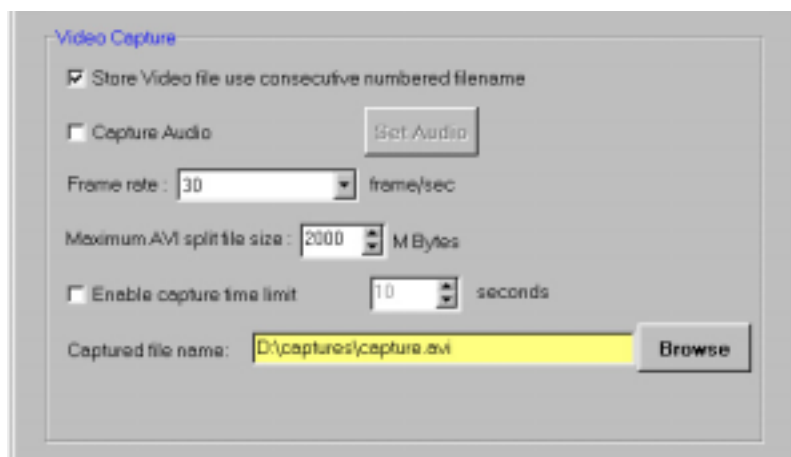 Video Capture
Store Video file use consecutive numbered filename
Capture Audio Set Audio
Frame rate : 30 frame/sec
Maximum AVI split file size : 2000 M Bytes
Enable capture time limit 10 seconds
Captured file name: D:\captures\capture.avi Browse